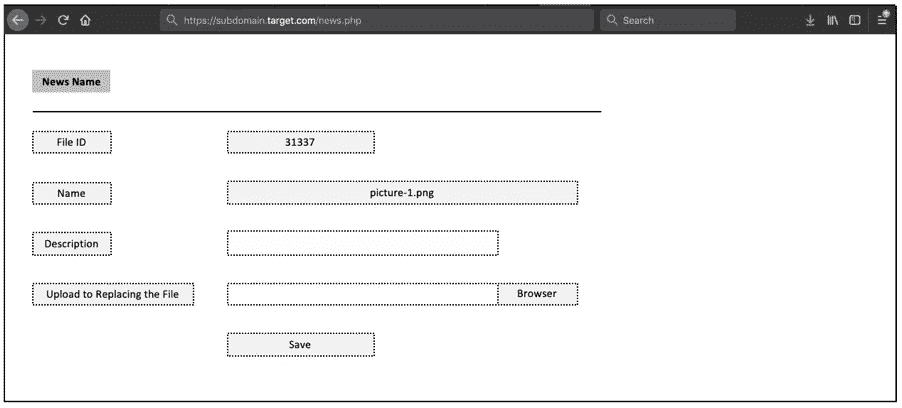 https://subdomain.target.com/news.php Search
News Name
File ID 31337
Name picture-1.png
Description
Upload to Replacing the File Browser
Save